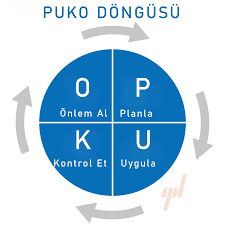 PUKO DÖNGÜSÜ
O P
Önlem Al Planla
K U
Kontrol Et Uygula